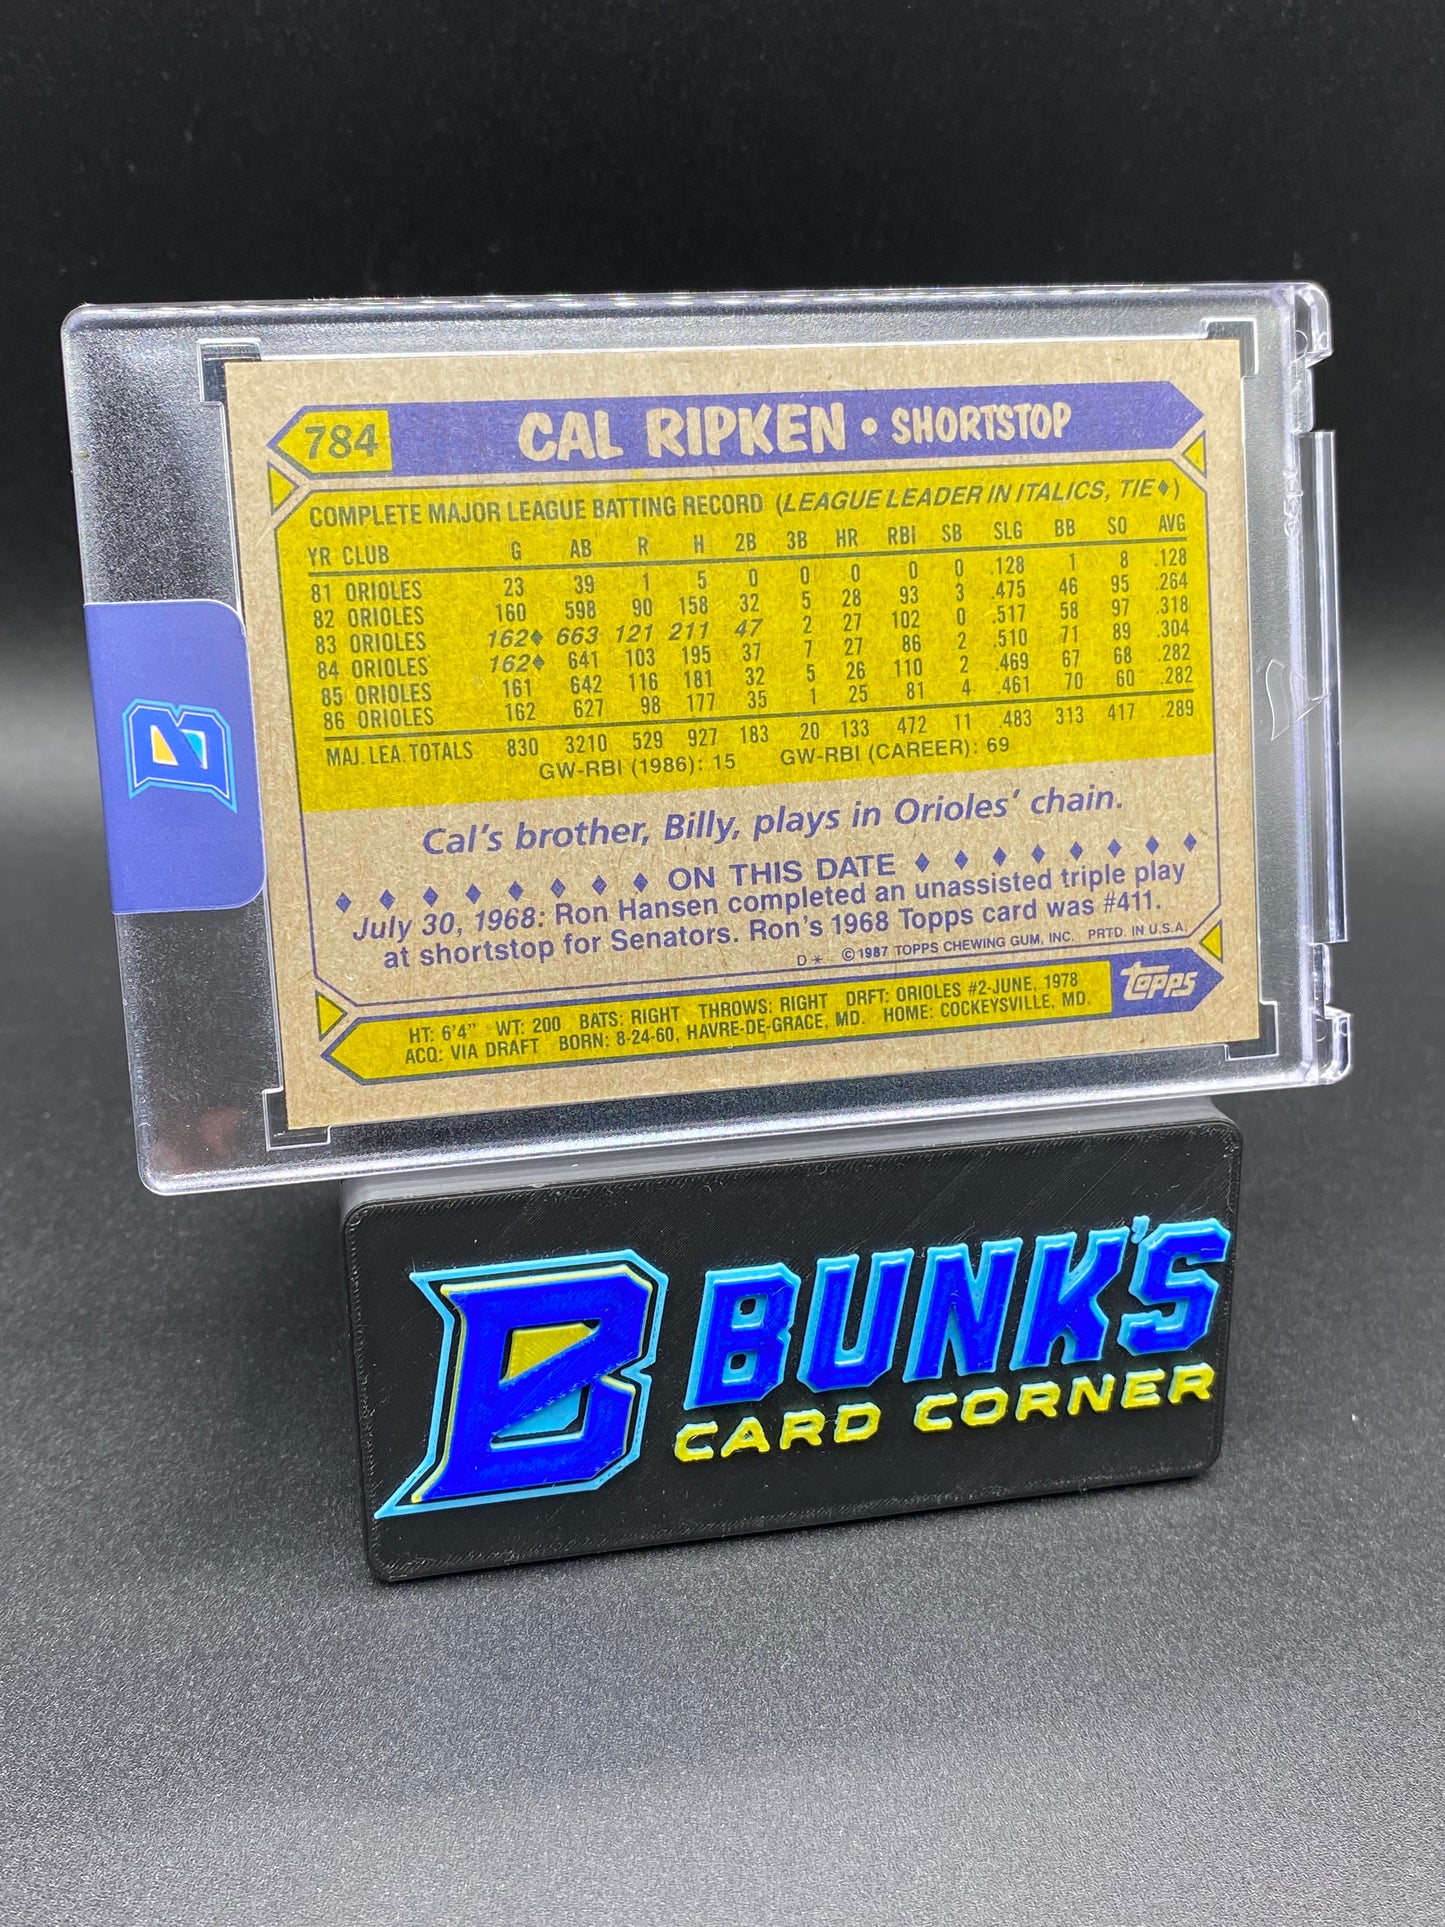 784 CAL RIPKEN • SHORTSTOP
COMPLETE MAJOR LEAGUE BATTING RECORD (LEAGUE LEADER IN ITALICS, TIE♦)
YR CLUB G AB R H 2B 3B HR RBI SB SLG BB SO AVG
81 ORIOLES 23 39 1 5 0 0 0 0 0 .128 1 8 .128
82 ORIOLES 160 598 90 158 32 5 28 93 3 .475 46 95 .264
83 ORIOLES 162♦ 663 121 211 47 2 27 102 0 .517 58 97 .318
84 ORIOLES 162♦ 641 103 195 37 7 27 86 2 .510 71 89 .304
85 ORIOLES 161 642 116 181 32 5 26 110 2 .469 67 68 .282
86 ORIOLES 162 627 98 177 35 1 25 81 4 .461 70 60 .282
MAJ. LEA. TOTALS 830 3210 529 927 183 20 133 472 11 .483 313 417 .289
GW-RBI (1986): 15 GW-RBI (CAREER): 69
Cal's brother, Billy, plays in Orioles' chain.
♦ ♦ ♦ ♦ ♦ ♦ ♦ ♦ ON THIS DATE ♦ ♦ ♦ ♦ ♦ ♦ ♦ ♦
July 30, 1968: Ron Hansen completed an unassisted triple play
at shortstop for Senators. Ron's 1968 Topps card was #411.
D * ©1987 TOPPS CHEWING GUM, INC. PRTD. IN U.S.A.
HT: 6'4" WT: 200 BATS: RIGHT THROWS: RIGHT DRFT: ORIOLES #2-JUNE, 1978
ACQ: VIA DRAFT BORN: 8-24-60, HAVRE-DE-GRACE, MD. HOME: COCKEYSVILLE, MD.
topps
B
B BUNK'S
CARD CORNER